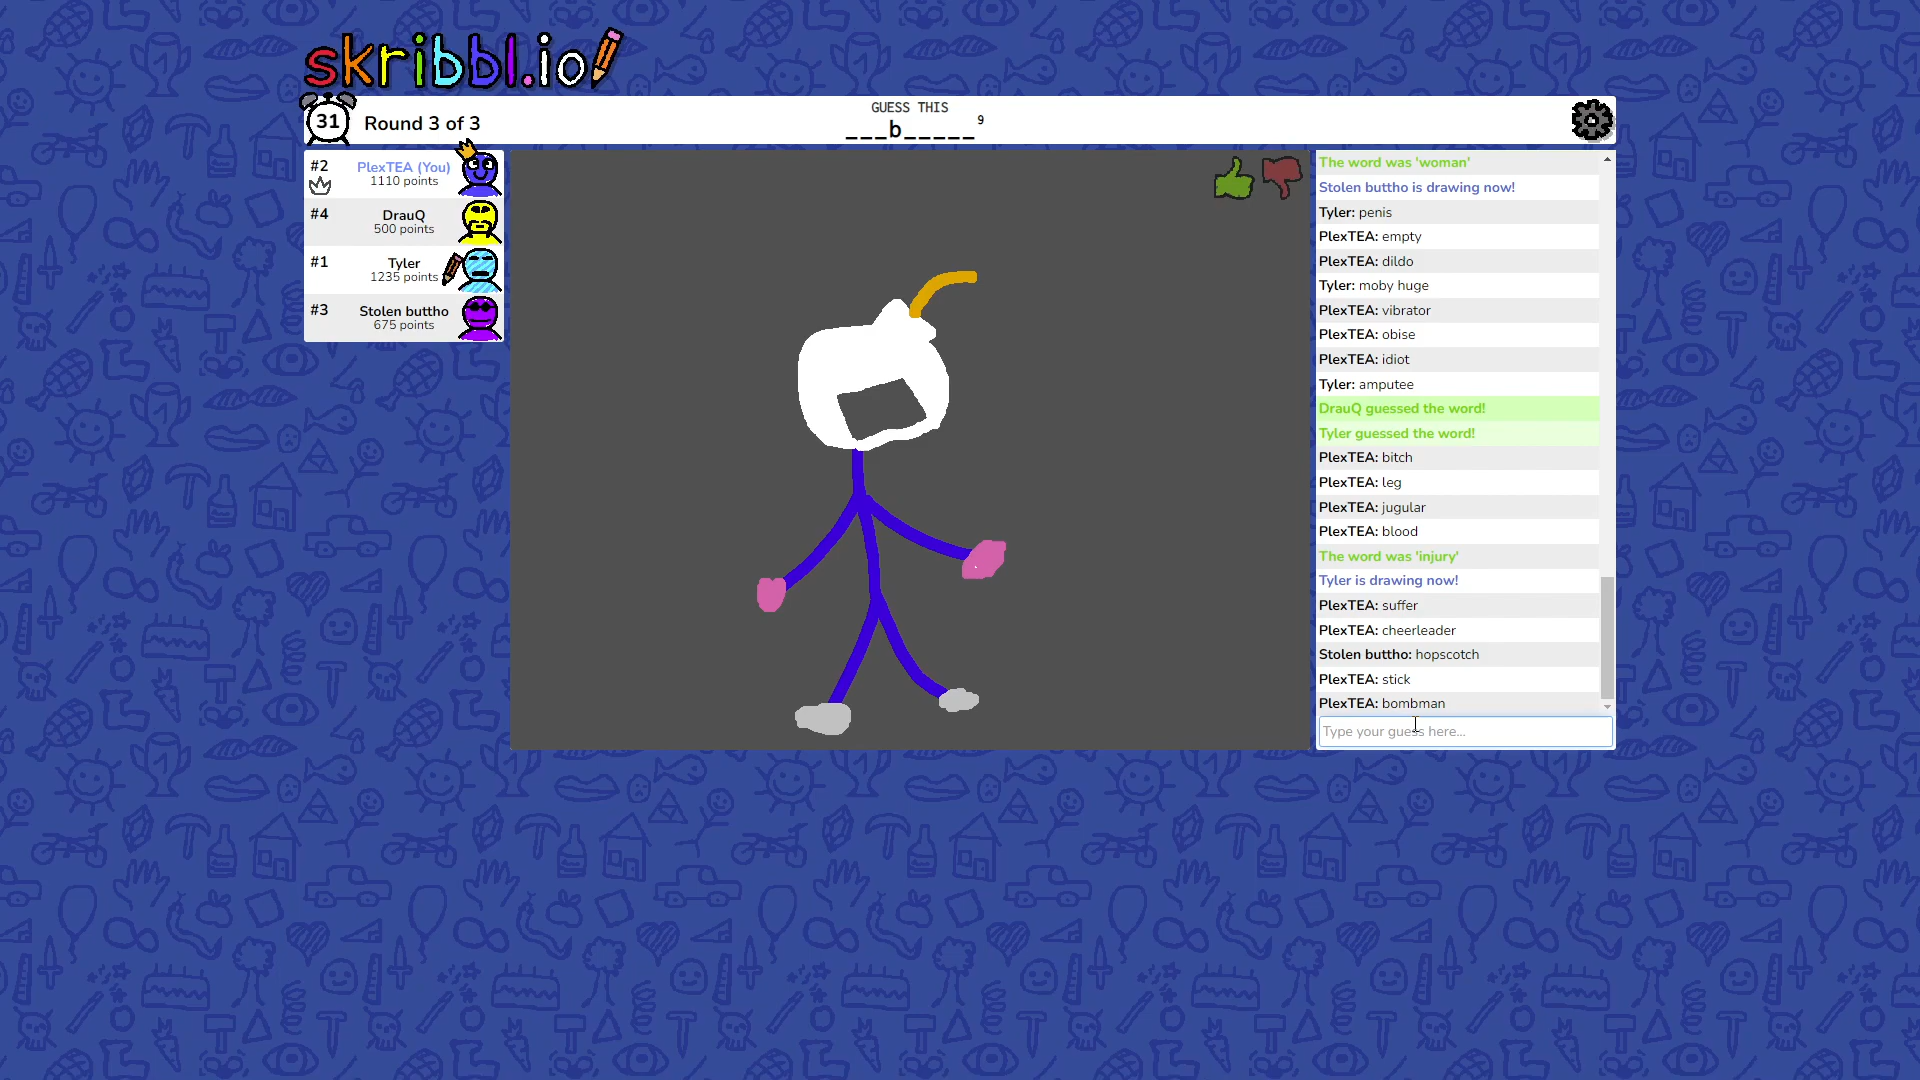 skribbl.io
31
Round 3 of 3
GUESS THIS
___b_____ 9
#2
PlexTEA (You)
1110 points
#4
DrauQ
500 points
#1
Tyler
1235 points
#3
Stolen buttho
675 points
The word was 'woman'
Stolen buttho is drawing now!
Tyler: penis
PlexTEA: empty
PlexTEA: dildo
Tyler: moby huge
PlexTEA: vibrator
PlexTEA: obise
PlexTEA: idiot
Tyler: amputee
DrauQ guessed the word!
Tyler guessed the word!
PlexTEA: bitch
PlexTEA: leg
PlexTEA: jugular
PlexTEA: blood
The word was 'injury'
Tyler is drawing now!
PlexTEA: suffer
PlexTEA: cheerleader
Stolen buttho: hopscotch
PlexTEA: stick
PlexTEA: bombman
Type your guess here...